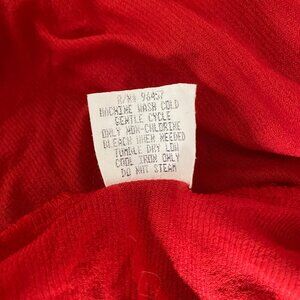 R/N# 96457
MACHINE WASH COLD
GENTLE CYCLE
ONLY NON-CHLORINE
BLEACH WHEN NEEDED
TUMBLE DRY LOW
COOL IRON ONLY
DO NOT STEAM